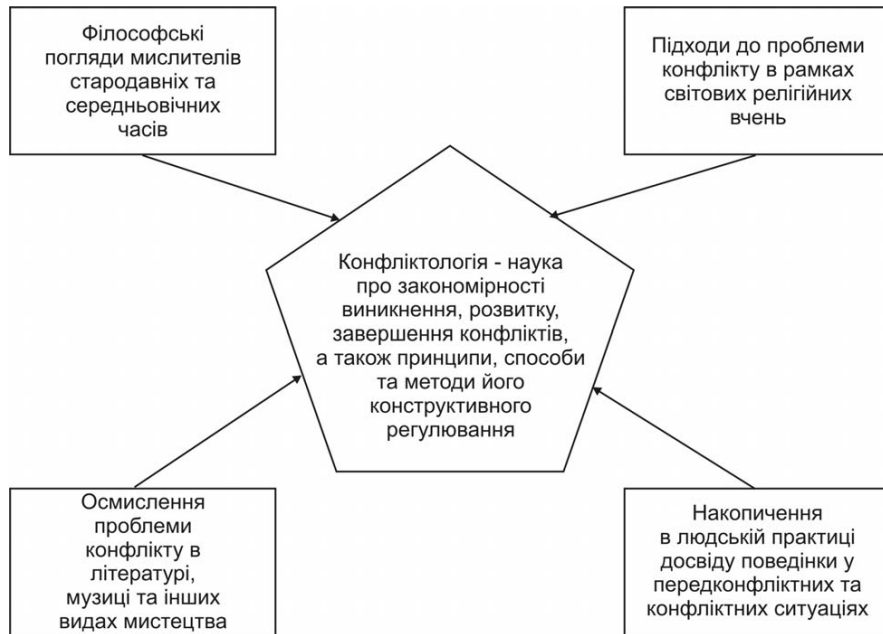 Філософські
погляди мислителів
стародавніх та
середньовічних
часів
Підходи до проблеми
конфлікту в рамках
світових релігійних
вчень
Конфліктологія - наука
про закономірності
виникнення, розвитку,
завершення конфліктів,
а також принципи, способи
та методи його
конструктивного
регулювання
Осмислення
проблеми
конфлікту в
літературі,
музиці та інших
видах мистецтва
Накопичення
в людській практиці
досвіду поведінки у
передконфліктних та
конфліктних ситуаціях